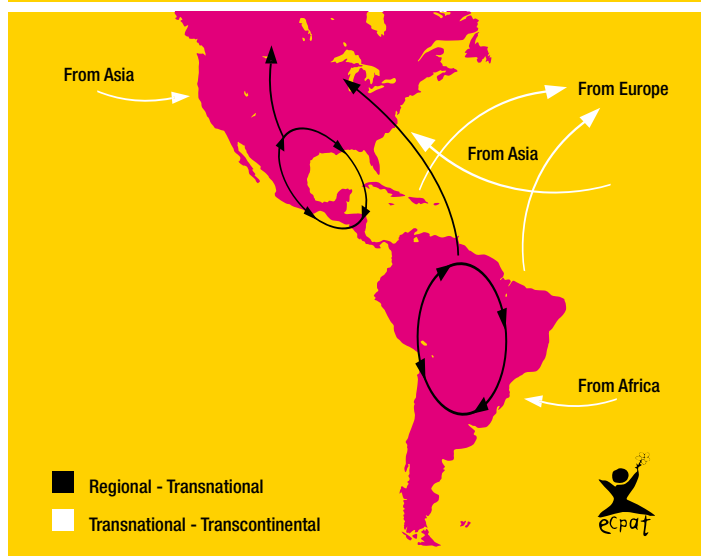 From Asia
From Europe
From Asia
From Africa
Regional - Transnational
Transnational - Transcontinental
ecpat